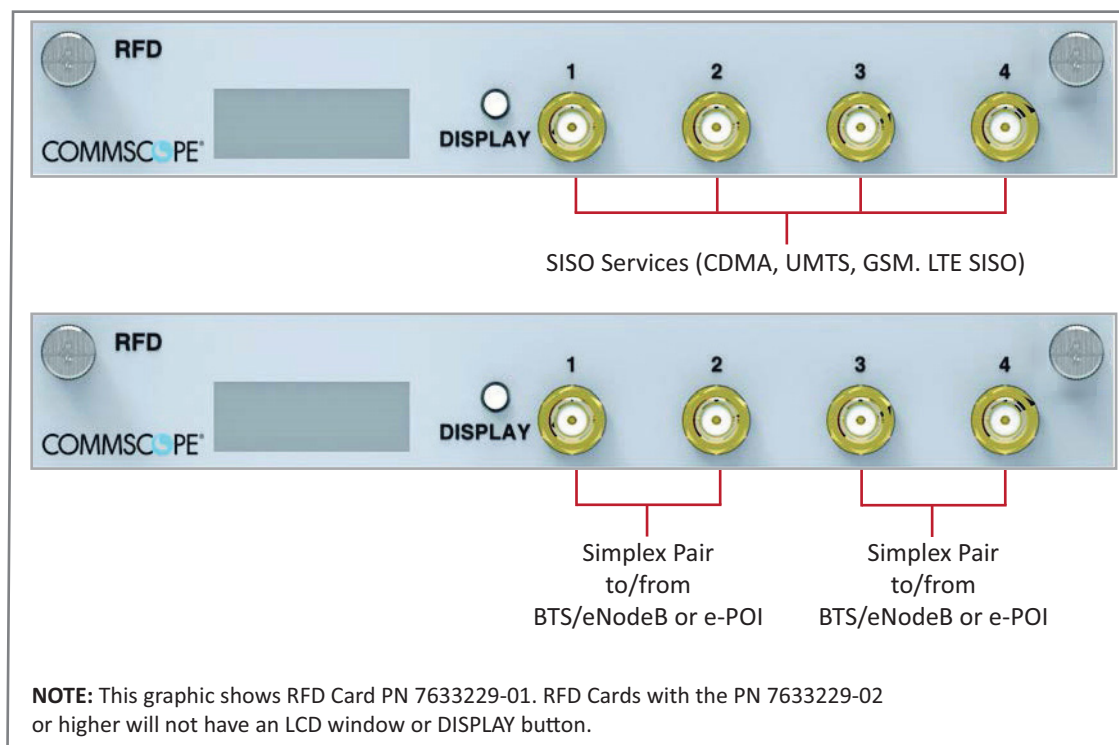 RFD
COMMSCOPE®
DISPLAY
1 2 3 4
SISO Services (CDMA, UMTS, GSM. LTE SISO)
RFD
COMMSCOPE®
DISPLAY
1 2 3 4
Simplex Pair
to/from
BTS/eNodeB or e-POI
Simplex Pair
to/from
BTS/eNodeB or e-POI
NOTE: This graphic shows RFD Card PN 7633229-01. RFD Cards with the PN 7633229-02
or higher will not have an LCD window or DISPLAY button.